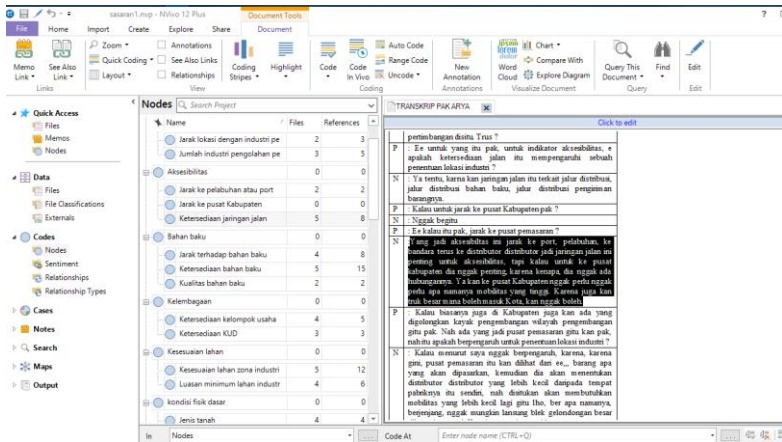 sasaran1.nvp - NVivo 12 Plus
Document Tools
File Home Import Create Explore Share Document
Memo Link
See Also Link
Links
Zoom
Quick Coding
Layout
Annotations
See Also Links
Relationships
View
Coding Stripes
Highlight
Code
Code In Vivo
Auto Code
Range Code
Uncode
Coding
New Annotation
Annotations
Word Cloud
Chart
Compare With
Explore Diagram
Visualize Document
Query This Document
Find
Query
Edit
Edit
Quick Access
Files
Memos
Nodes
Data
Files
File Classifications
Externals
Codes
Nodes
Sentiment
Relationships
Relationship Types
Cases
Notes
Search
Maps
Output
Nodes Search Project
Name Files References
Jarak lokasi dengan industri pe 2 3
Jumlah industri pengolahan pe 3 5
Aksesibilitas 0 0
Jarak ke pelabuhan atau port 2 2
Jarak ke pusat Kabupaten 0 0
Ketersediaan jaringan jalan 5 8
Bahan baku 0 0
Jarak terhadap bahan baku 4 8
Ketersediaan bahan baku 5 15
Kualitas bahan baku 2 2
Kelembagaan 0 0
Ketersediaan kelompok usaha 4 5
Ketersediaan KUD 3 3
Kesesuaian lahan 0 0
Kesesuaian lahan zona industri 5 12
Luasan minimum lahan industr 4 6
kondisi fisik dasar 0 0
Jenis tanah 4 4
In Nodes
TRANSKRIP PAK ARYA
Click to edit
pertimbangan disitu. Trus ?
P : Ee untuk yang itu pak, untuk indikator aksesibilitas, e
apakah ketersediaan jalan itu mempengaruhi sebuah
penentuan lokasi industri ?
N : Ya tentu, karna kan jaringan jalan itu terkait jalur distribusi,
jalur distribusi bahan baku, jalur distribusi pengiriman
barangnya.
P : Kalau untuk jarak ke pusat Kabupaten pak ?
N : Nggak begitu
P : Ee kalau itu pak, jarak ke pusat pemasaran ?
N : Yang jadi aksesibiltas ini jarak ke port, pelabuhan, ke
bandara terus ke distributor distributor jadi jaringan jalan ini
penting untuk aksesibilitas, tapi kalau untuk ke pusat
kabupaten dia nggak penting, karena kenapa, dia nggak ada
hubungannya. Ya kan ke pusat Kabupaten nggak perlu nggak
perlu apa namanya mobilitas yang tinggi. Karena juga kan
truk besar mana boleh masuk Kota, kan nggak boleh.
P : Kalau biasanya juga di Kabupaten juga kan ada yang
digolongkan kayak pengembangan wilayah pengembangan
gitu pak. Nah ada yang jadi pusat pemasaran gitu kan pak,
nah itu apakah berpengaruh untuk penentuan lokasi industri ?
N : Kalau menurut saya nggak berpengaruh, karena, karena
gini, pusat pemasaran itu kan dilihat dari ee,,, barang apa
yang akan dipasarkan, kemudian dia akan menentukan
distributor distributor yang lebih kecil daripada tempat
pabriknya itu sendiri, nah disitukan akan membutuhkan
mobilitas yang lebih kecil lagi gitu lho, ber apa namanya,
berjenjang, nggak mungkin lansung blek gelondongan besar
Code At Enter node name (CTRL+Q)